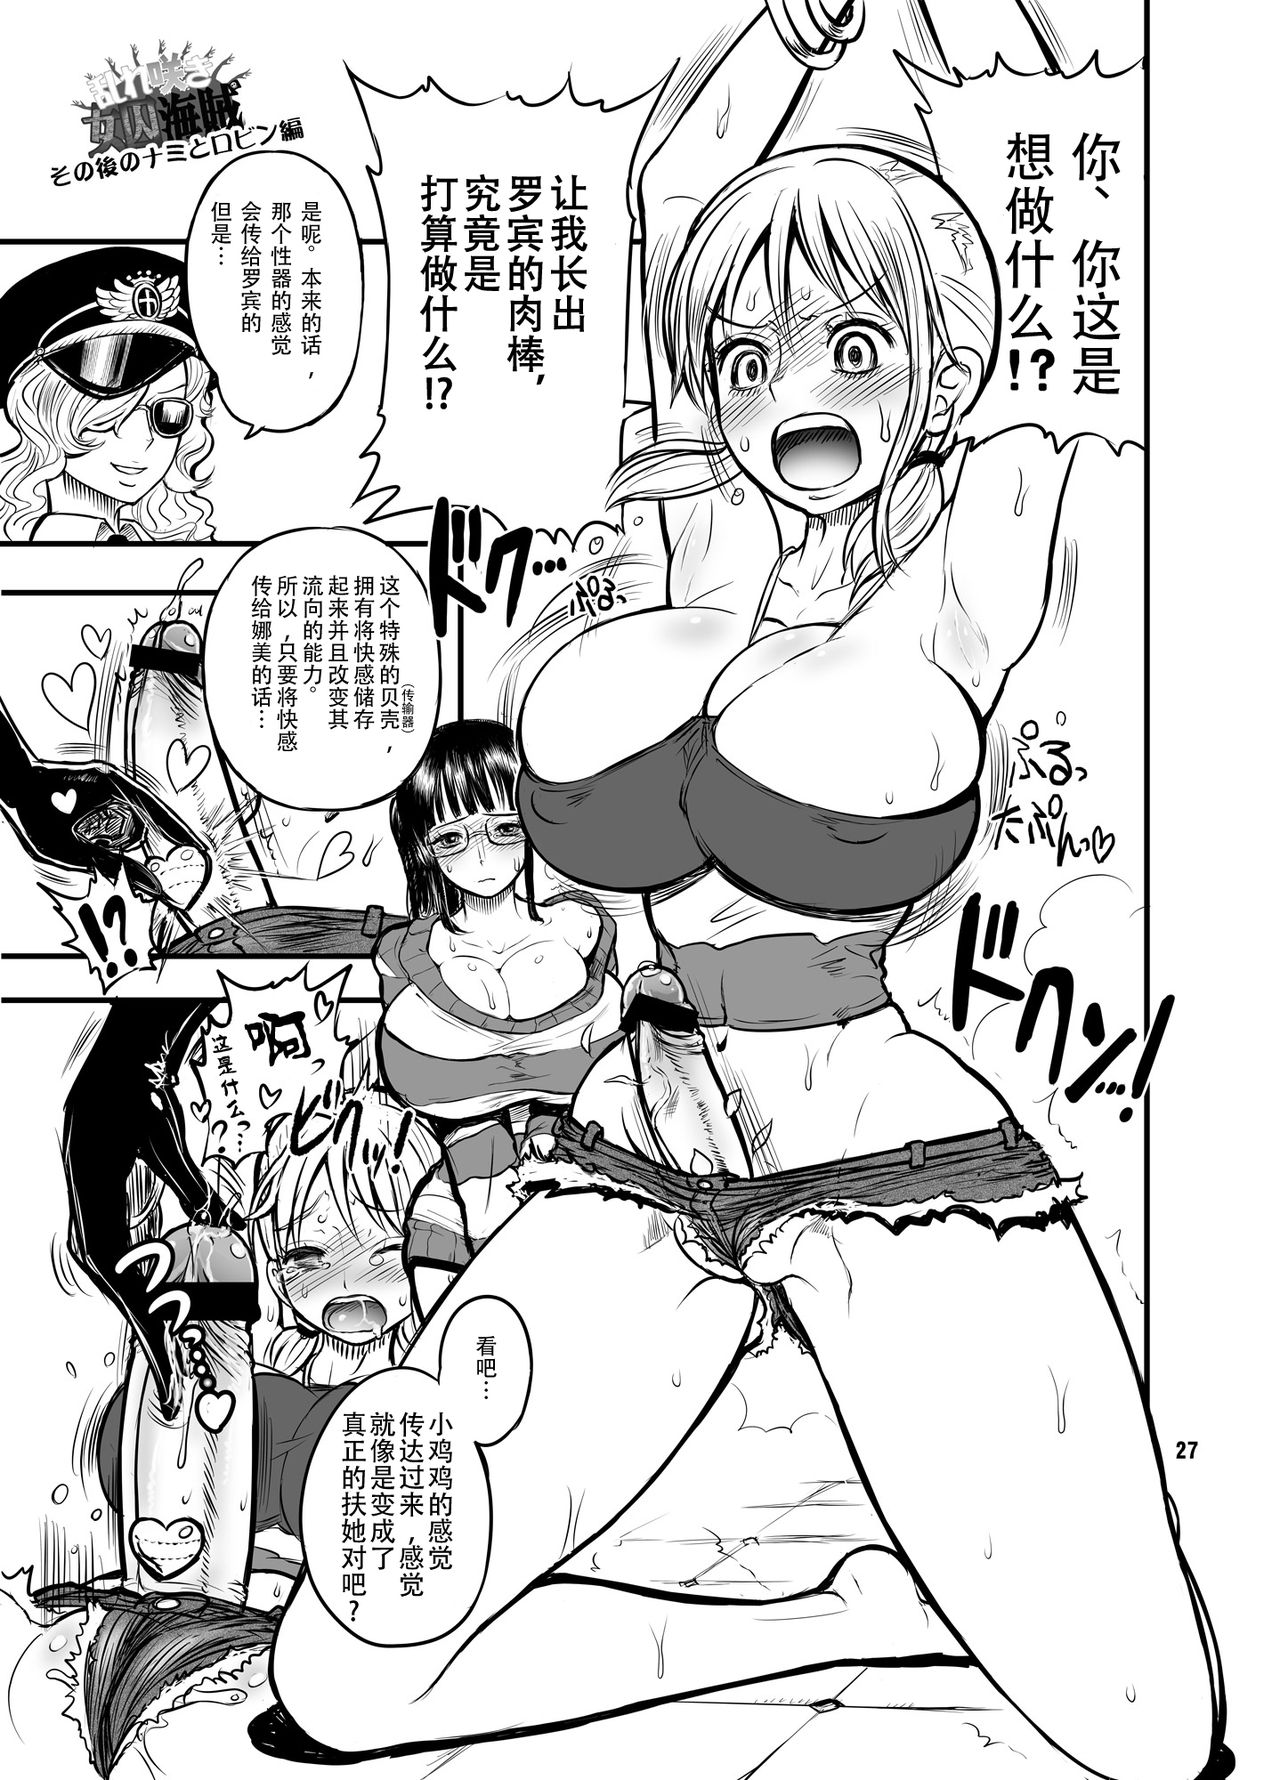 乱れ咲き
女囚海賊
その後のナミとロビン編
你、你这是
想做什么!?
让我长出
罗宾的肉棒，
究竟是
打算做什么!?
是呢。本来的话，
那个性器的感觉
会传给罗宾的
但是…
ドクン…!
ドク…
ぷるっ
ぷるっ
たぷんっ♡
这个特殊的贝壳，
（传输器）
拥有将快感储存
起来并且改变其
流向的能力。
所以，只要将快感
传给娜美的话…
!?
啊
这是什么…
?
ビクッ!
看吧…
小鸡鸡的感觉
传达过来，感觉
就像是变成了
真正的扶她对吧?
27